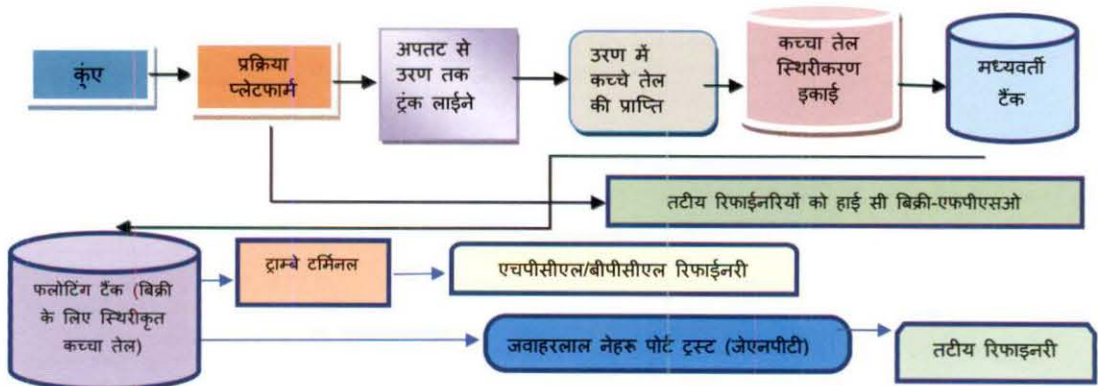 कुंए
प्रक्रिया
प्लेटफार्म
अपतट से
उरण तक
ट्रंक लाईने
उरण में
कच्चे तेल
की प्राप्ति
कच्चा तेल
स्थिरीकरण
इकाई
मध्यवर्ती
टैंक
तटीय रिफाईनरियों को हाई सी बिक्री-एफपीएसओ
फलोटिंग टैंक (बिक्री
के लिए स्थिरीकृत
कच्चा तेल)
ट्राम्बे टर्मिनल
एचपीसीएल/बीपीसीएल रिफाईनरी
जवाहरलाल नेहरू पोर्ट ट्रस्ट (जेएनपीटी)
तटीय रिफाइनरी